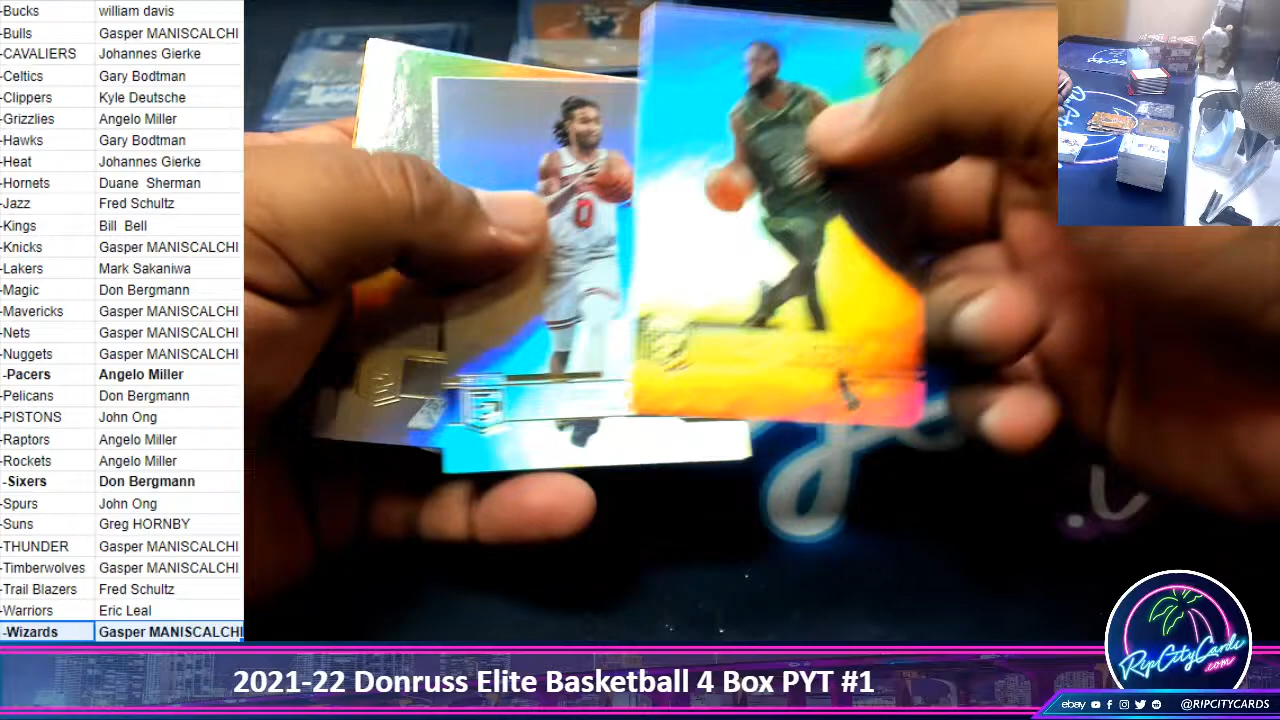 -Bucks william davis
-Bulls Gasper MANISCALCHI
-CAVALIERS Johannes Gierke
-Celtics Gary Bodtman
-Clippers Kyle Deutsche
-Grizzlies Angelo Miller
-Hawks Gary Bodtman
-Heat Johannes Gierke
-Hornets Duane Sherman
-Jazz Fred Schultz
-Kings Bill Bell
-Knicks Gasper MANISCALCHI
-Lakers Mark Sakaniwa
-Magic Don Bergmann
-Mavericks Gasper MANISCALCHI
-Nets Gasper MANISCALCHI
-Nuggets Gasper MANISCALCHI
-Pacers Angelo Miller
-Pelicans Don Bergmann
-PISTONS John Ong
-Raptors Angelo Miller
-Rockets Angelo Miller
-Sixers Don Bergmann
-Spurs John Ong
-Suns Greg HORNBY
-THUNDER Gasper MANISCALCHI
-Timberwolves Gasper MANISCALCHI
-Trail Blazers Fred Schultz
-Warriors Eric Leal
-Wizards Gasper MANISCALCHI
0
RipCityCards
.com
2021-22 Donruss Elite Basketball 4 Box PYT #1
ebay @RIPCITYCARDS